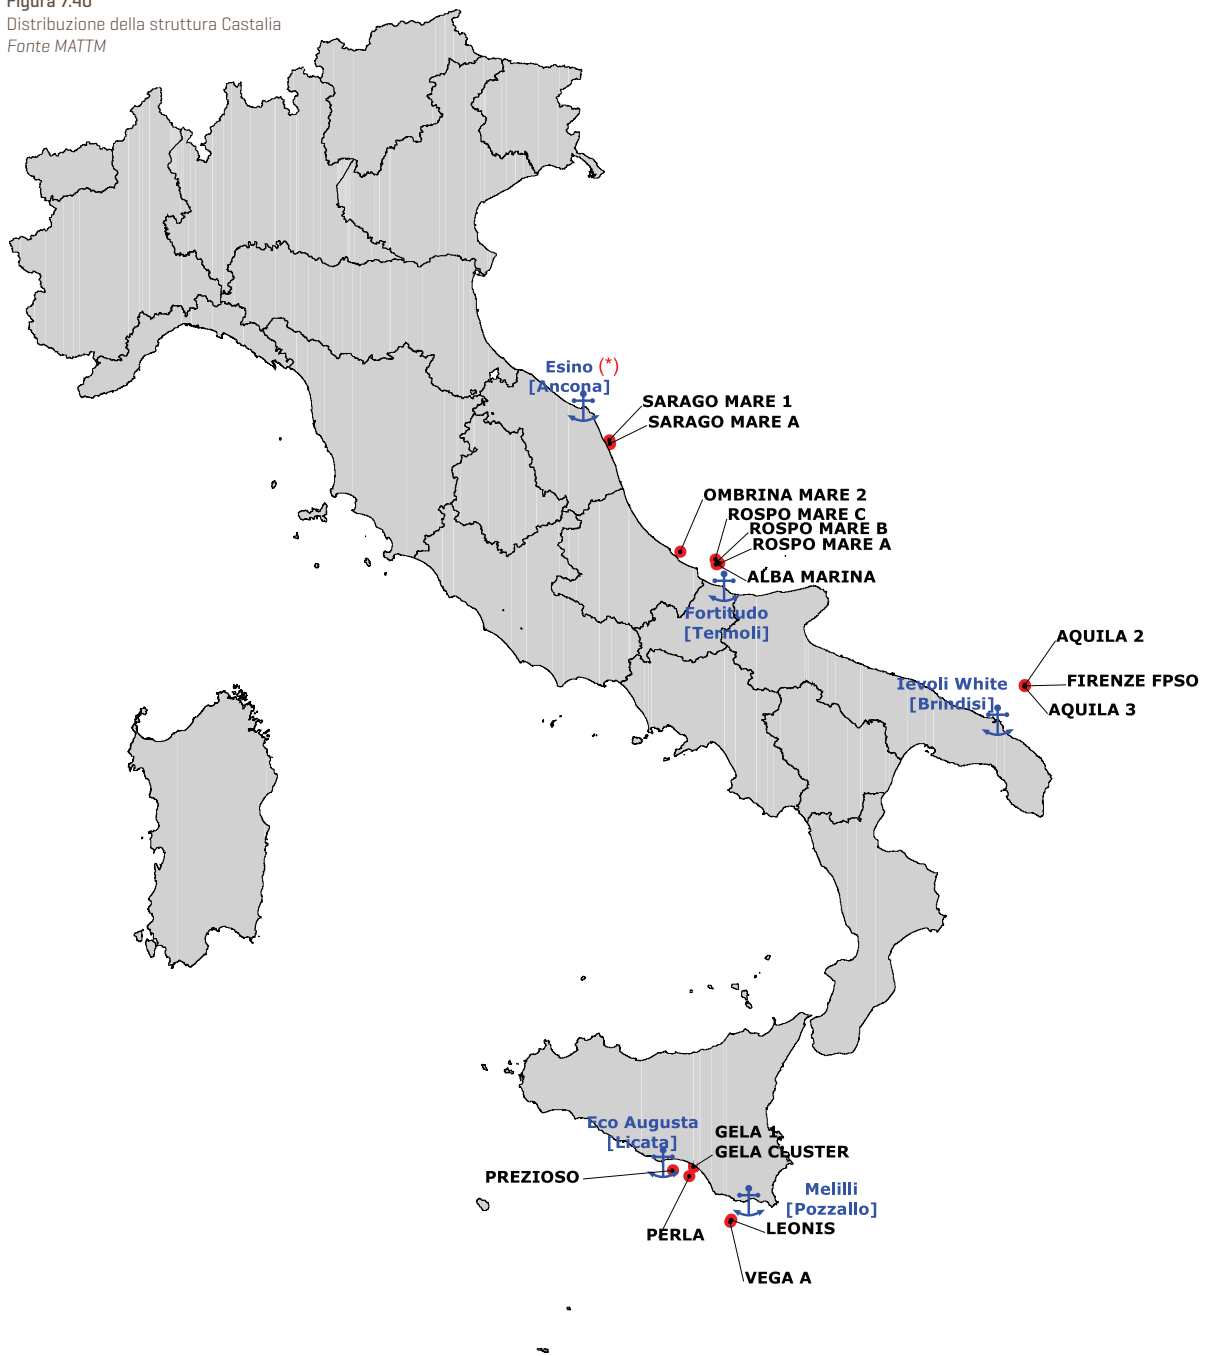 Figura 7.40
Distribuzione della struttura Castalia
Fonte MATTM
Esino (*)
[Ancona]
SARAGO MARE 1
SARAGO MARE A
OMBRINA MARE 2
ROSPO MARE C
ROSPO MARE B
ROSPO MARE A
ALBA MARINA
Fortitudo
[Termoli]
AQUILA 2
Ievoli White
[Brindisi]
FIRENZE FPSO
AQUILA 3
Eco Augusta
[Licata]
GELA 1
GELA CLUSTER
PREZIOSO
Melilli
[Pozzallo]
PERLA
LEONIS
VEGA A